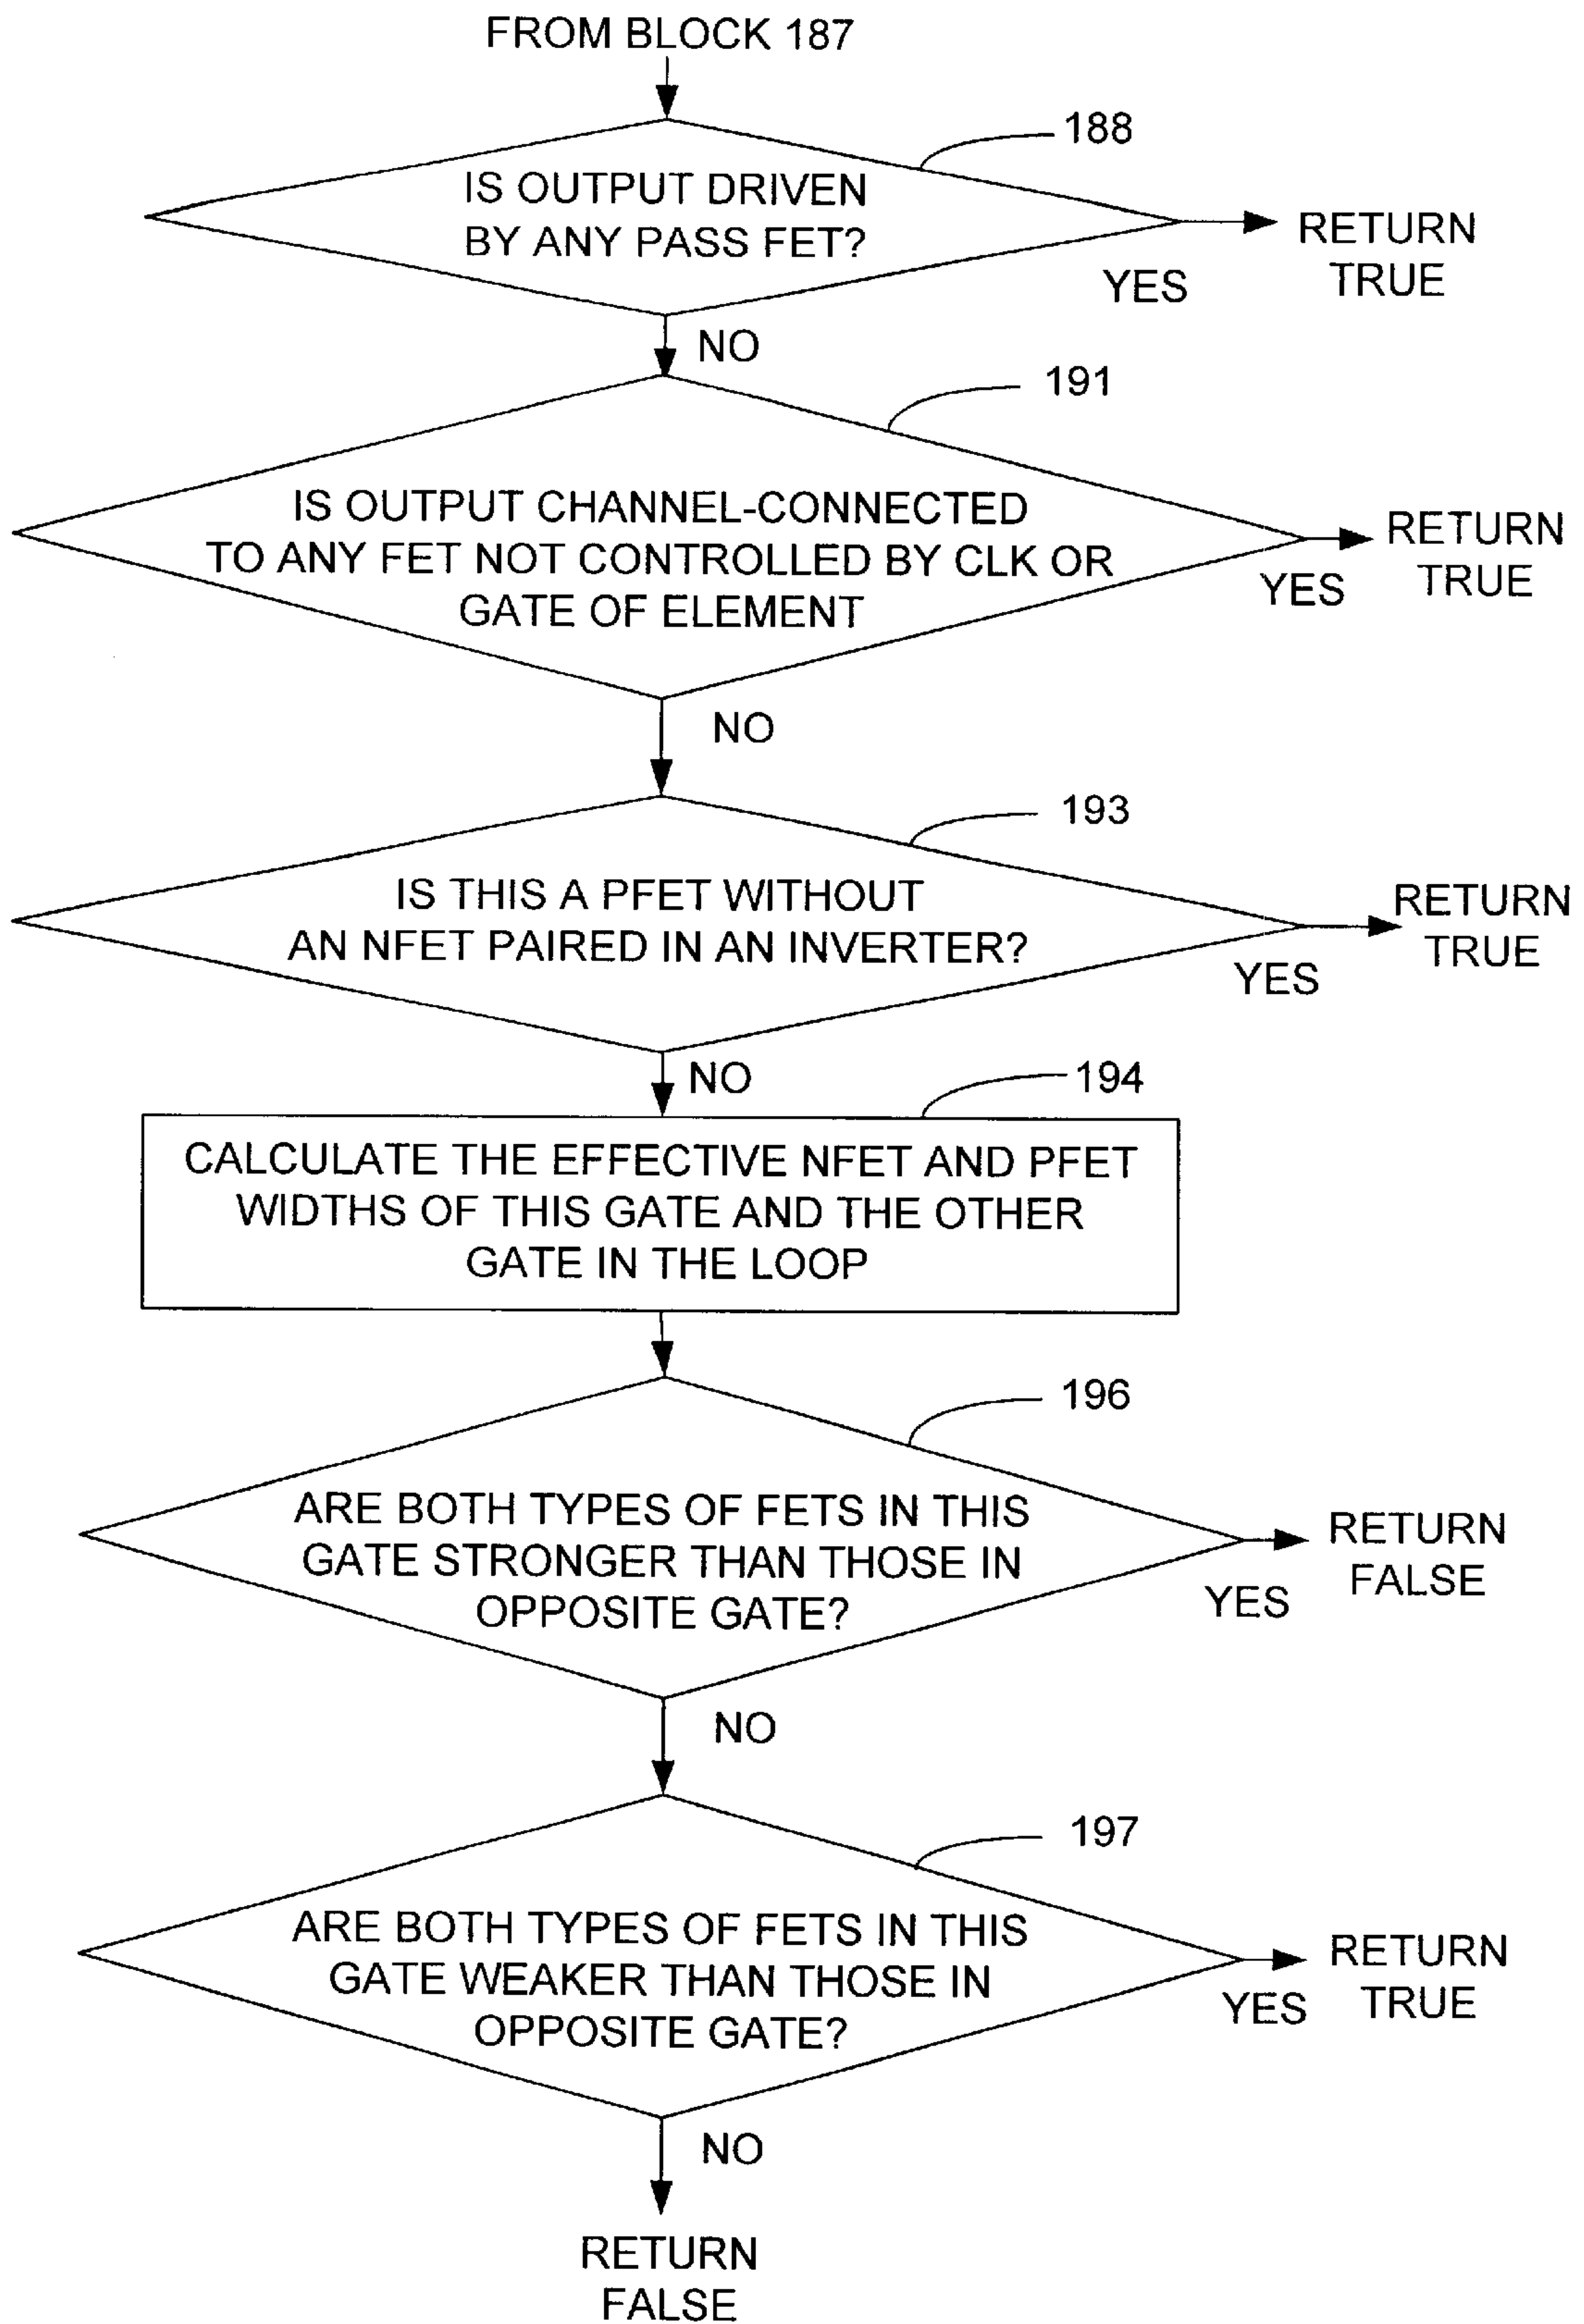 FROM BLOCK 187
188
IS OUTPUT DRIVEN
BY ANY PASS FET?
RETURN
TRUE
YES
NO
191
IS OUTPUT CHANNEL-CONNECTED
TO ANY FET NOT CONTROLLED BY CLK OR
GATE OF ELEMENT
RETURN
TRUE
YES
NO
193
IS THIS A PFET WITHOUT
AN NFET PAIRED IN AN INVERTER?
RETURN
TRUE
YES
NO
194
CALCULATE THE EFFECTIVE NFET AND PFET
WIDTHS OF THIS GATE AND THE OTHER
GATE IN THE LOOP
196
ARE BOTH TYPES OF FETS IN THIS
GATE STRONGER THAN THOSE IN
OPPOSITE GATE?
RETURN
FALSE
YES
NO
197
ARE BOTH TYPES OF FETS IN THIS
GATE WEAKER THAN THOSE IN
OPPOSITE GATE?
RETURN
TRUE
YES
NO
RETURN
FALSE